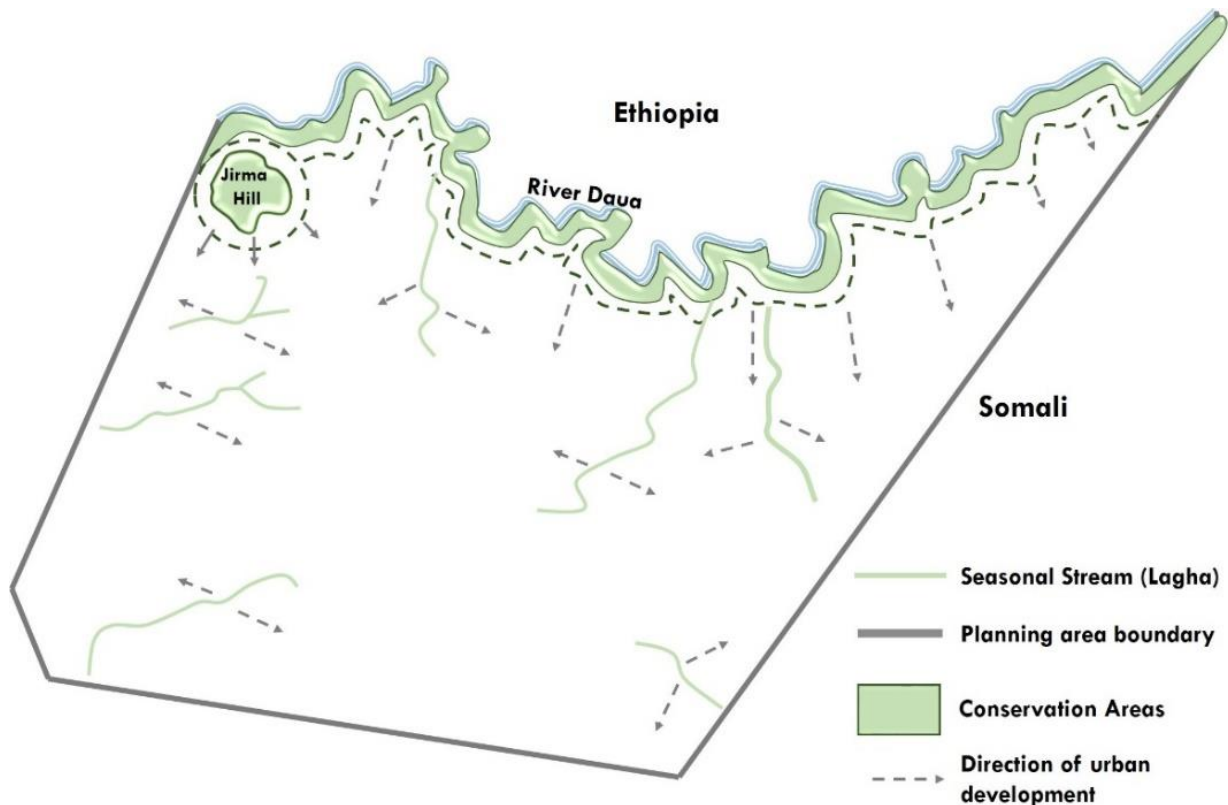 Ethiopia
Jirma
Hill
River Daua
Somali
Seasonal Stream (Lagha)
Planning area boundary
Conservation Areas
Direction of urban
development